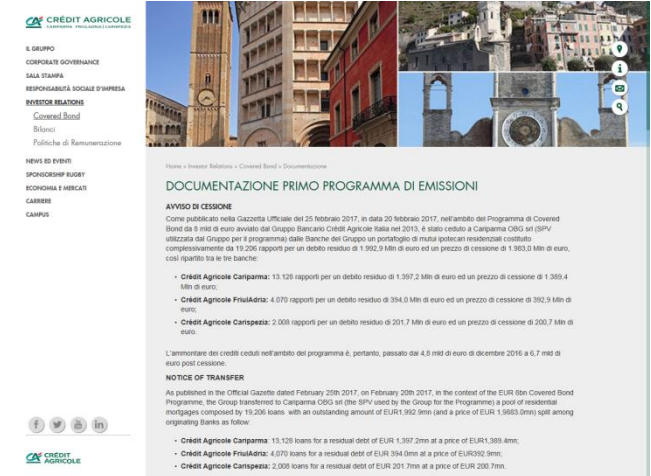 CRÉDIT AGRICOLE
CARIPARMA FRIULADRIA CARISPEZIA
IL GRUPPO
CORPORATE GOVERNANCE
SALA STAMPA
RESPONSABILITÀ SOCIALE D'IMPRESA
INVESTOR RELATIONS
Covered Bond
Bilanci
Politiche di Remunerazione
NEWS ED EVENTI
SPONSORSHIP RUGBY
ECONOMIA E MERCATI
CARRIERE
CAMPUS
CRÉDIT
AGRICOLE
Home » Investor Relations » Covered Bond » Documentazione
DOCUMENTAZIONE PRIMO PROGRAMMA DI EMISSIONI
AVVISO DI CESSIONE
Come pubblicato nella Gazzetta Ufficiale del 25 febbraio 2017, in data 20 febbraio 2017, nell'ambito del Programma di Covered
Bond da 8 mld di euro avviato dal Gruppo Bancario Crédit Agricole Italia nel 2013, è stato ceduto a Cariparma OBG srl (SPV
utilizzata dal Gruppo per il programma) dalle Banche del Gruppo un portafoglio di mutui ipotecari residenziali costituito
complessivamente da 19.206 rapporti per un debito residuo di 1.992,9 Mln di euro ed un prezzo di cessione di 1.983,0 Mln di euro,
così ripartito tra le tre banche:
• Crédit Agricole Cariparma: 13.128 rapporti per un debito residuo di 1.397,2 Mln di euro ed un prezzo di cessione di 1.389,4
Mln di euro;
• Crédit Agricole FriulAdria: 4.070 rapporti per un debito residuo di 394,0 Mln di euro ed un prezzo di cessione di 392,9 Mln di
euro;
• Crédit Agricole Carispezia: 2.008 rapporti per un debito residuo di 201,7 Mln di euro ed un prezzo di cessione di 200,7 Mln di
euro.
L'ammontare dei crediti ceduti nell'ambito del programma è, pertanto, passato dai 4,8 mld di euro di dicembre 2016 a 6,7 mld di
euro post cessione.
NOTICE OF TRANSFER
As published in the Official Gazette dated February 25th 2017, on February 20th 2017, in the context of the EUR 8bn Covered Bond
Programme, the Group transferred to Cariparma OBG srl (the SPV used by the Group for the Programme) a pool of residential
mortgages composed by 19,206 loans with an outstanding amount of EUR1,992.9mn (and a price of EUR 1,9883.0mn) split among
originating Banks as follow:
• Crédit Agricole Cariparma: 13,128 loans for a residual debt of EUR 1,397.2mn at a price of EUR1,389.4mn;
• Crédit Agricole FriulAdria: 4,070 loans for a residual debt of EUR 394.0mn at a price of EUR392.9mn;
• Crédit Agricole Carispezia: 2,008 loans for a residual debt of EUR 201.7mn at a price of EUR 200.7mn.